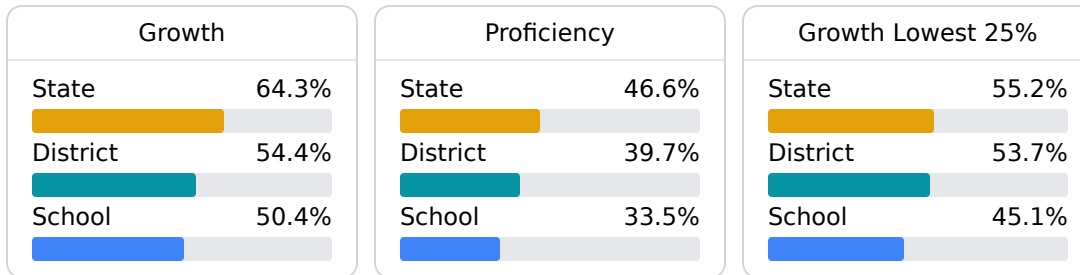 Growth
State 64.3%
District 54.4%
School 50.4%
Proficiency
State 46.6%
District 39.7%
School 33.5%
Growth Lowest 25%
State 55.2%
District 53.7%
School 45.1%